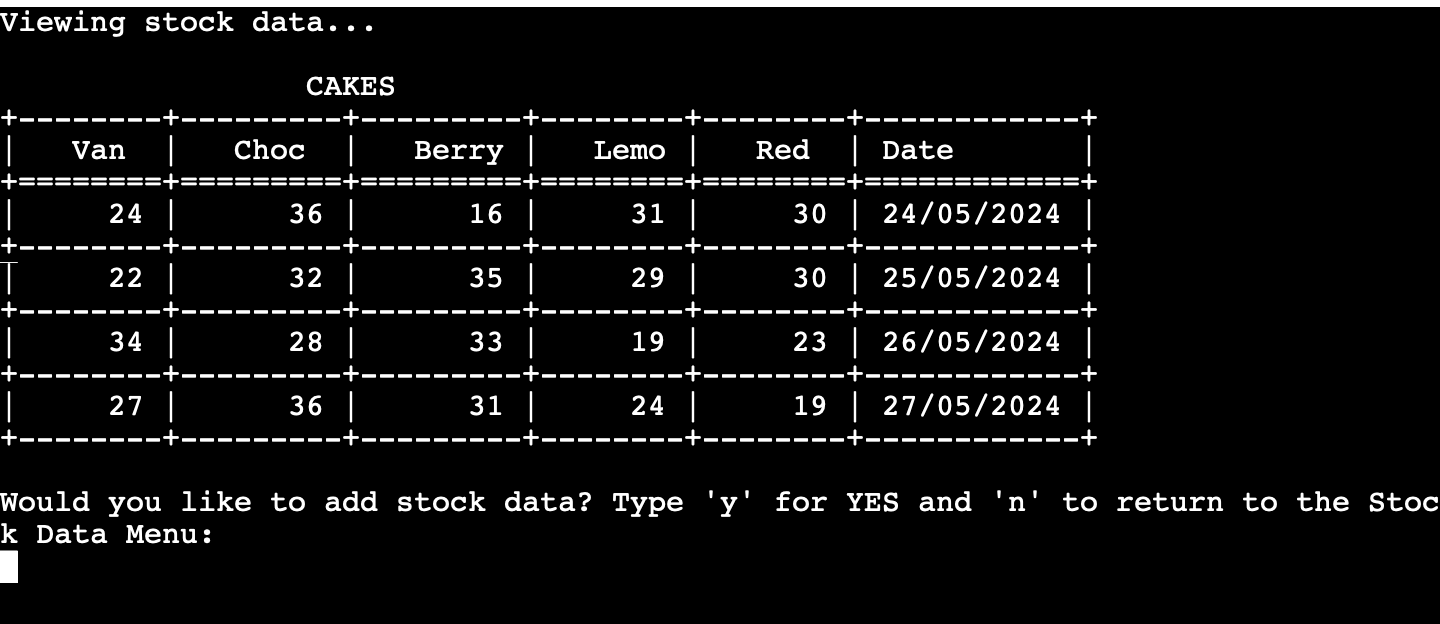 Viewing stock data...
CAKES
+--------+---------+---------+--------+--------+------------+
|   Van  |   Choc  |   Berry |   Lemo |   Red  | Date       |
+========+=========+=========+========+========+============+
|     24 |      36 |      16 |     31 |     30 | 24/05/2024 |
+--------+---------+---------+--------+--------+------------+
|     22 |      32 |      35 |     29 |     30 | 25/05/2024 |
+--------+---------+---------+--------+--------+------------+
|     34 |      28 |      33 |     19 |     23 | 26/05/2024 |
+--------+---------+---------+--------+--------+------------+
|     27 |      36 |      31 |     24 |     19 | 27/05/2024 |
+--------+---------+---------+--------+--------+------------+
Would you like to add stock data? Type 'y' for YES and 'n' to return to the Stoc
k Data Menu: